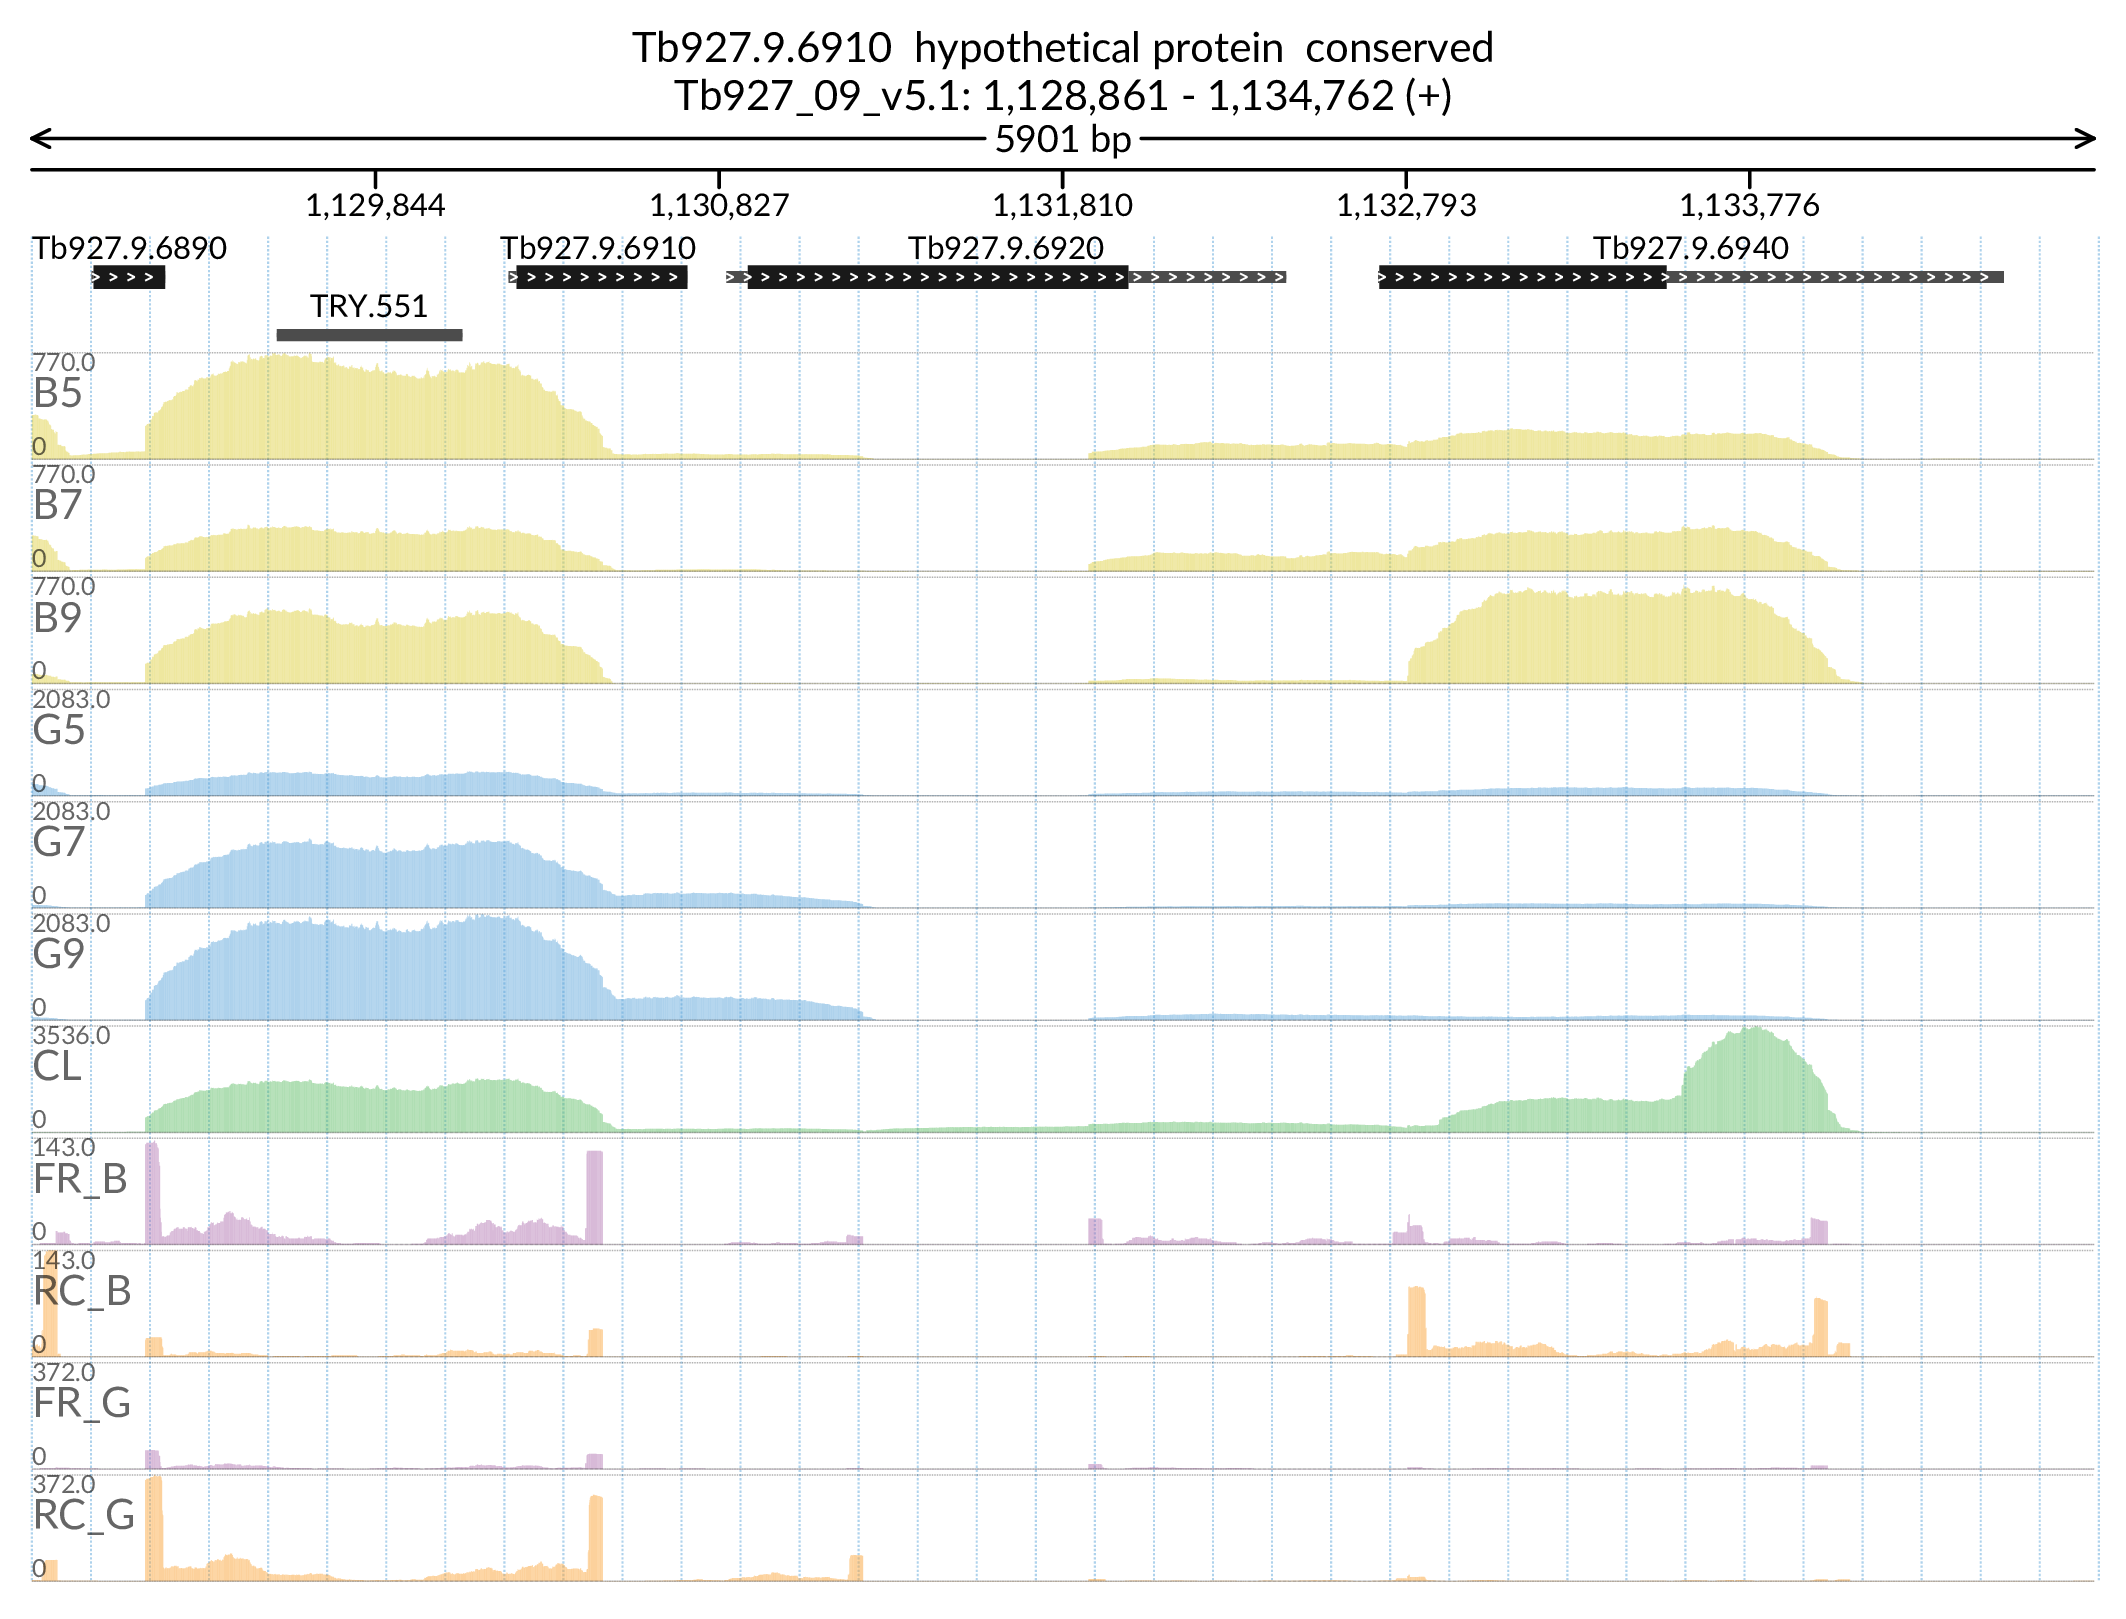 Tb927.9.6910 hypothetical protein conserved
Tb927_09_v5.1: 1,128,861 - 1,134,762 (+)
5901 bp
1,129,844 1,130,827 1,131,810 1,132,793 1,133,776
Tb927.9.6890 Tb927.9.6910 Tb927.9.6920 Tb927.9.6940
TRY.551
770.0
B5
0
770.0
B7
0
770.0
B9
0
2083.0
G5
0
2083.0
G7
0
2083.0
G9
0
3536.0
CL
0
143.0
FR_B
0
143.0
RC_B
0
372.0
FR_G
0
372.0
RC_G
0